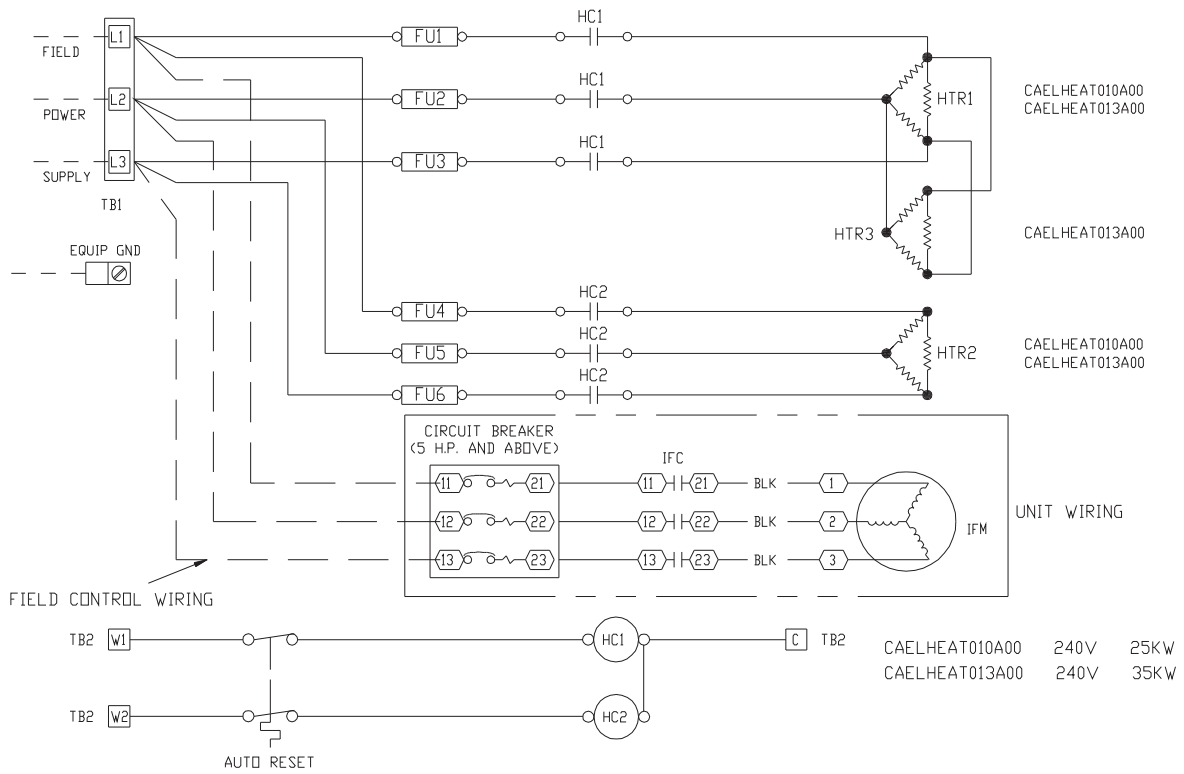 HC1
L1
FU1
FIELD
HC1
L2
FU2
HTR1
CAELHEAT010A00
CAELHEAT013A00
POWER
HC1
L3
FU3
SUPPLY
TB1
HTR3
CAELHEAT013A00
EQUIP GND
HC2
FU4
HC2
FU5
HTR2
CAELHEAT010A00
CAELHEAT013A00
HC2
FU6
CIRCUIT BREAKER
(5 H.P. AND ABOVE)
IFC
11 21 11 21 BLK 1
12 22 12 22 BLK 2
IFM
UNIT WIRING
13 23 13 23 BLK 3
FIELD CONTROL WIRING
TB2 W1 HC1 C TB2
CAELHEAT010A00 240V 25KW
CAELHEAT013A00 240V 35KW
TB2 W2 HC2
AUTO RESET